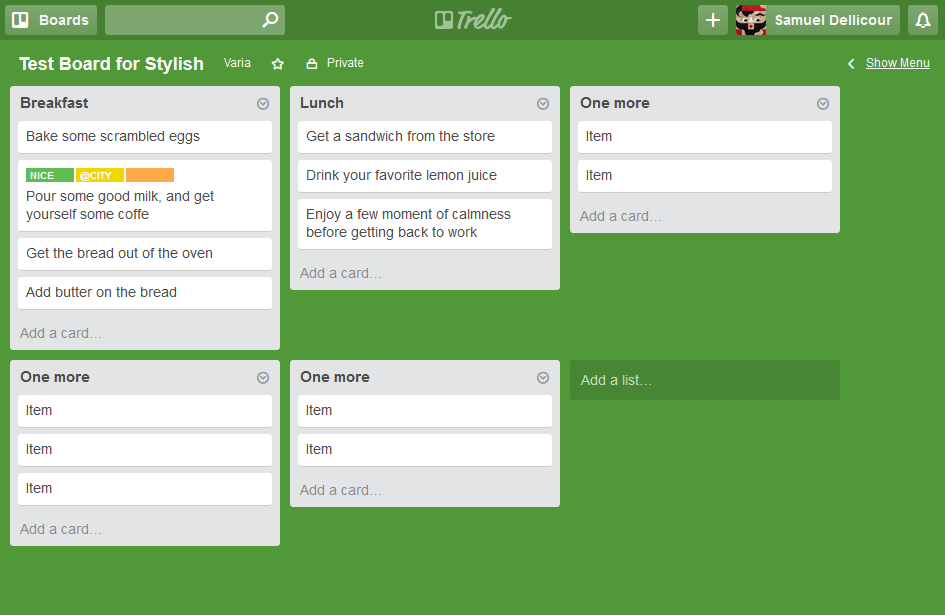 Boards
Trello
Samuel Dellicour
Test Board for Stylish
Varia
Private
Show Menu
Breakfast
Bake some scrambled eggs
NICE @CITY
Pour some good milk, and get
yourself some coffe
Get the bread out of the oven
Add butter on the bread
Add a card...
Lunch
Get a sandwich from the store
Drink your favorite lemon juice
Enjoy a few moment of calmness
before getting back to work
Add a card...
One more
Item
Item
Add a card...
One more
Item
Item
Item
Add a card...
One more
Item
Item
Add a card...
Add a list...